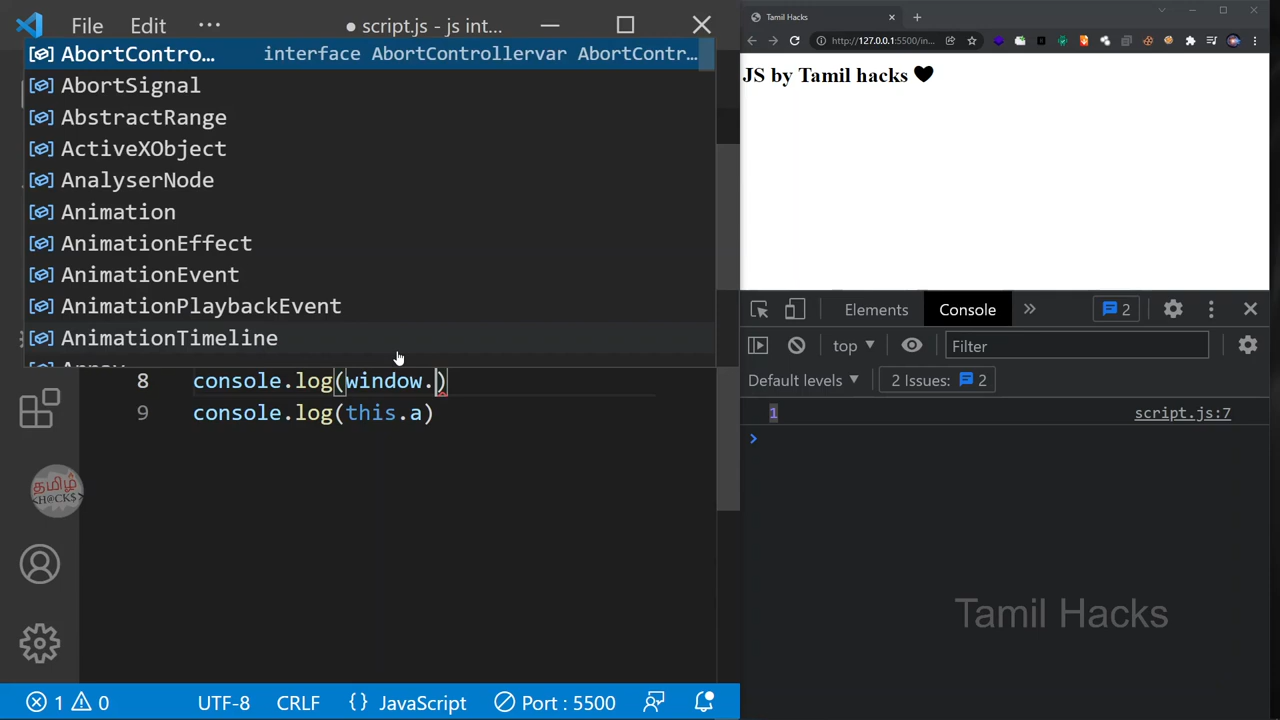 File Edit ··· ● script.js - js int...
AbortContro... interface AbortControllervar AbortContr...
AbortSignal
AbstractRange
ActiveXObject
AnalyserNode
Animation
AnimationEffect
AnimationEvent
AnimationPlaybackEvent
AnimationTimeline
8 console.log(window.)
9 console.log(this.a)
தமிழ்
<H@CK$>
1 0 UTF-8 CRLF {} JavaScript Port : 5500
Tamil Hacks
http://127.0.0.1:5500/in...
JS by Tamil hacks ♥
Elements Console 2
top Filter
Default levels 2 Issues: 2
1 script.js:7
Tamil Hacks